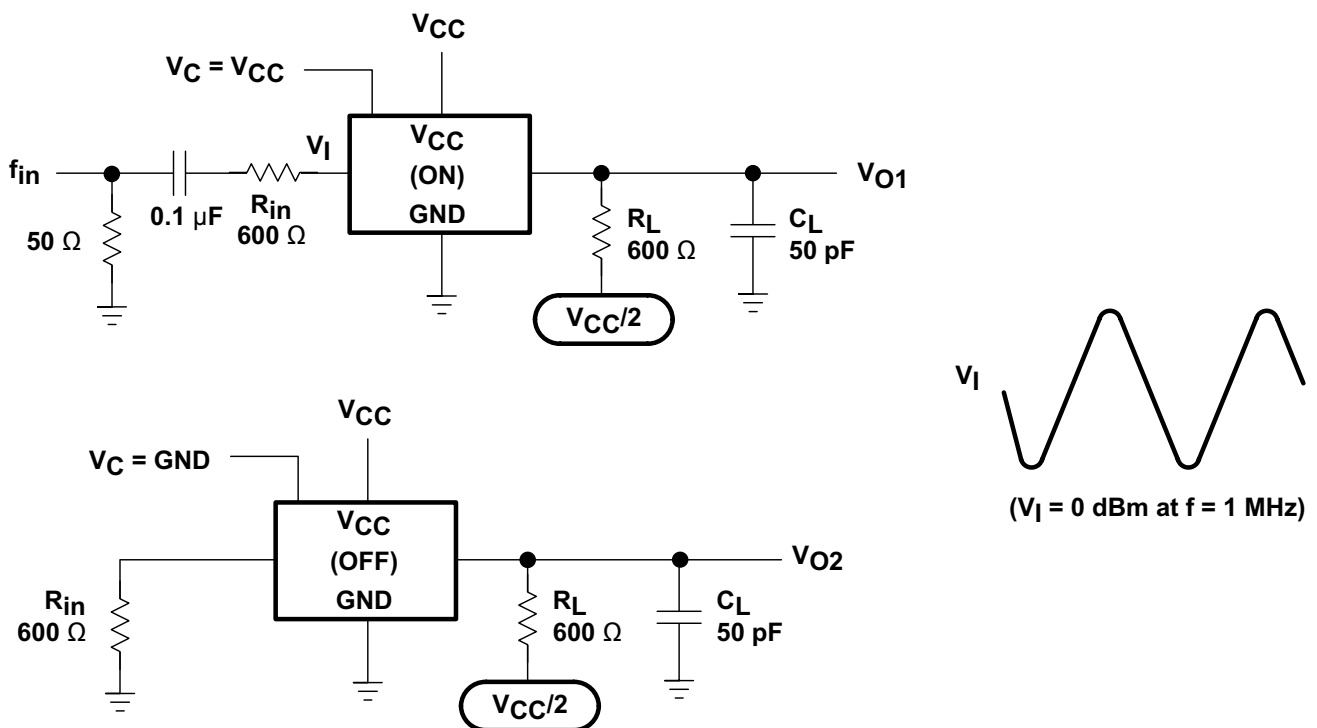 VCC
VC = VCC
fin
50 Ω
0.1 µF
Rin
600 Ω
VI
VCC
(ON)
GND
RL
600 Ω
VCC/2
CL
50 pF
VO1
VCC
VC = GND
Rin
600 Ω
VCC
(OFF)
GND
RL
600 Ω
VCC/2
CL
50 pF
VO2
VI
(VI = 0 dBm at f = 1 MHz)